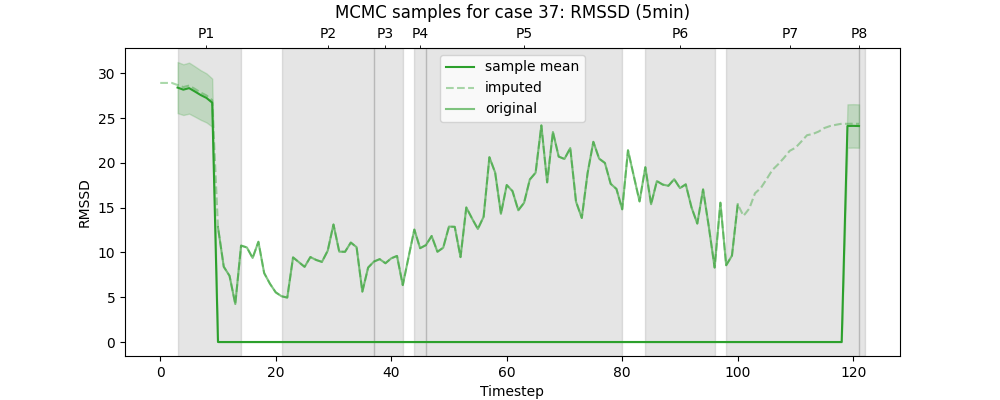 MCMC samples for case 37: RMSSD (5min)
P1 P2 P3 P4 P5 P6 P7 P8
sample mean
imputed
original
RMSSD
30
25
20
15
10
5
0
0 20 40 60 80 100 120
Timestep